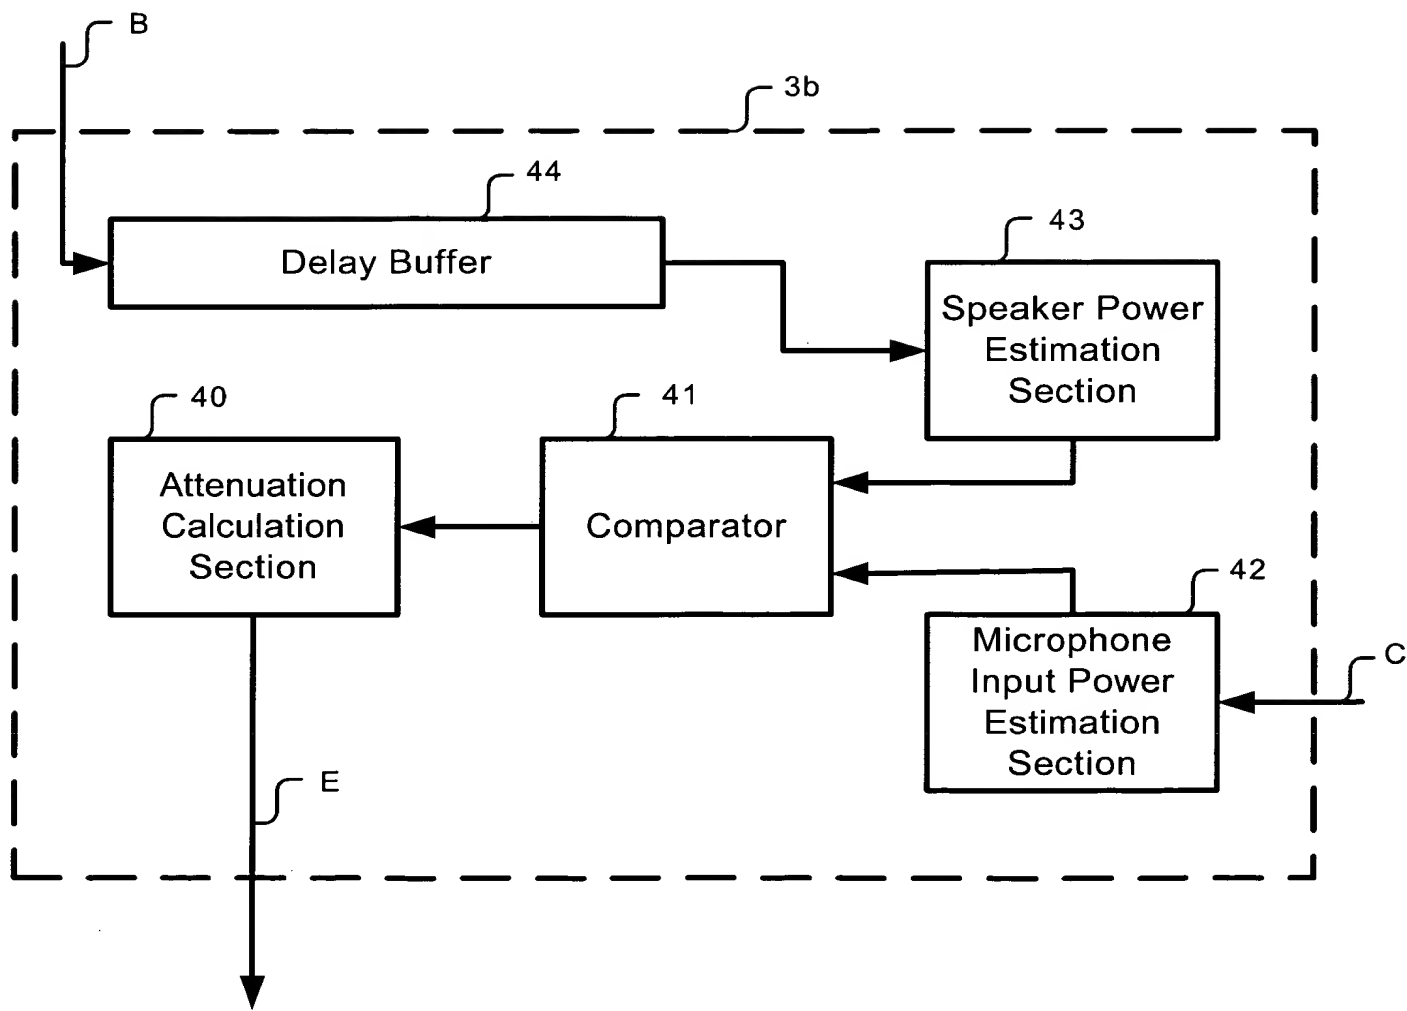 B
3b
44
Delay Buffer
43
Speaker Power
Estimation
Section
40
Attenuation
Calculation
Section
41
Comparator
42
Microphone
Input Power
Estimation
Section
C
E